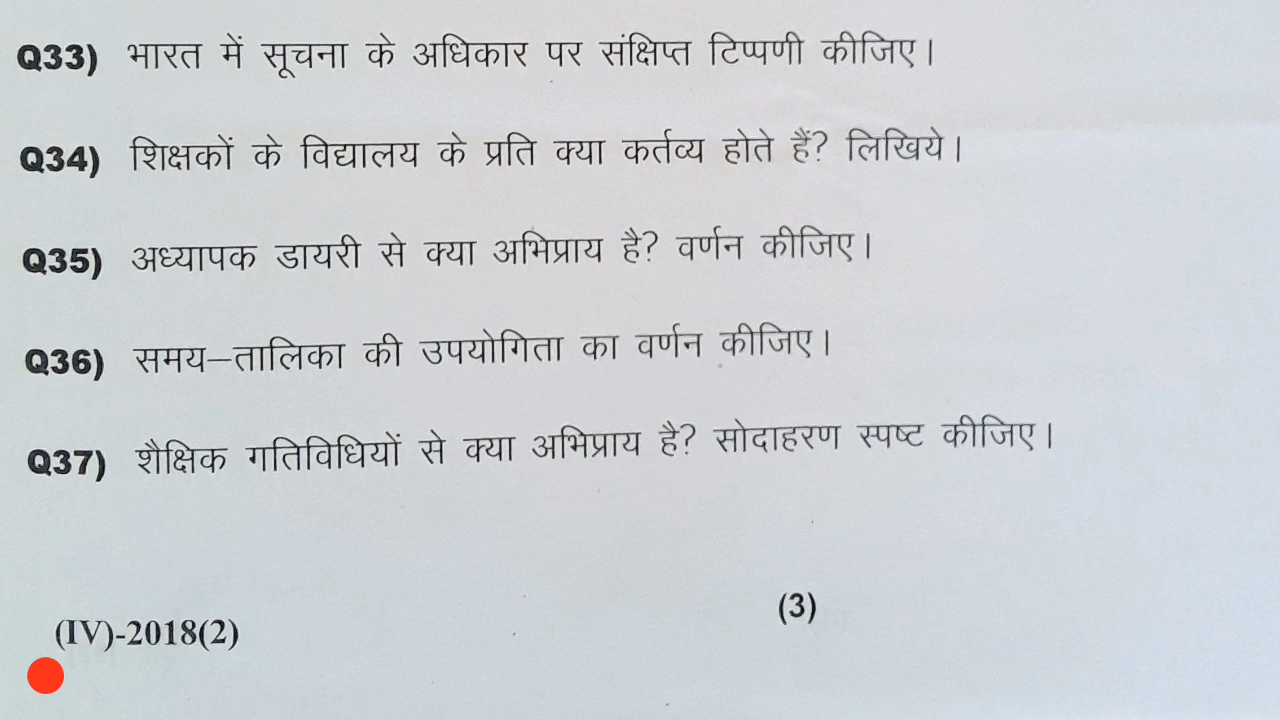 Q33) भारत में सूचना के अधिकार पर संक्षिप्त टिप्पणी कीजिए।
Q34) शिक्षकों के विद्यालय के प्रति क्या कर्तव्य होते हैं? लिखिये।
Q35) अध्यापक डायरी से क्या अभिप्राय है? वर्णन कीजिए।
Q36) समय–तालिका की उपयोगिता का वर्णन कीजिए।
Q37) शैक्षिक गतिविधियों से क्या अभिप्राय है? सोदाहरण स्पष्ट कीजिए।
(3)
(IV)-2018(2)